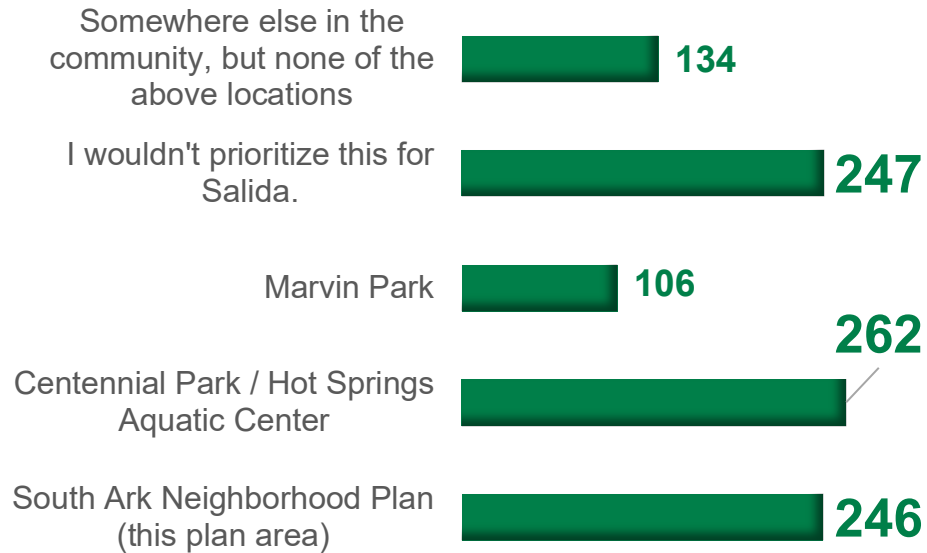 Somewhere else in the
community, but none of the
above locations
134
I wouldn't prioritize this for
Salida.
247
Marvin Park
106
Centennial Park / Hot Springs
Aquatic Center
262
South Ark Neighborhood Plan
(this plan area)
246